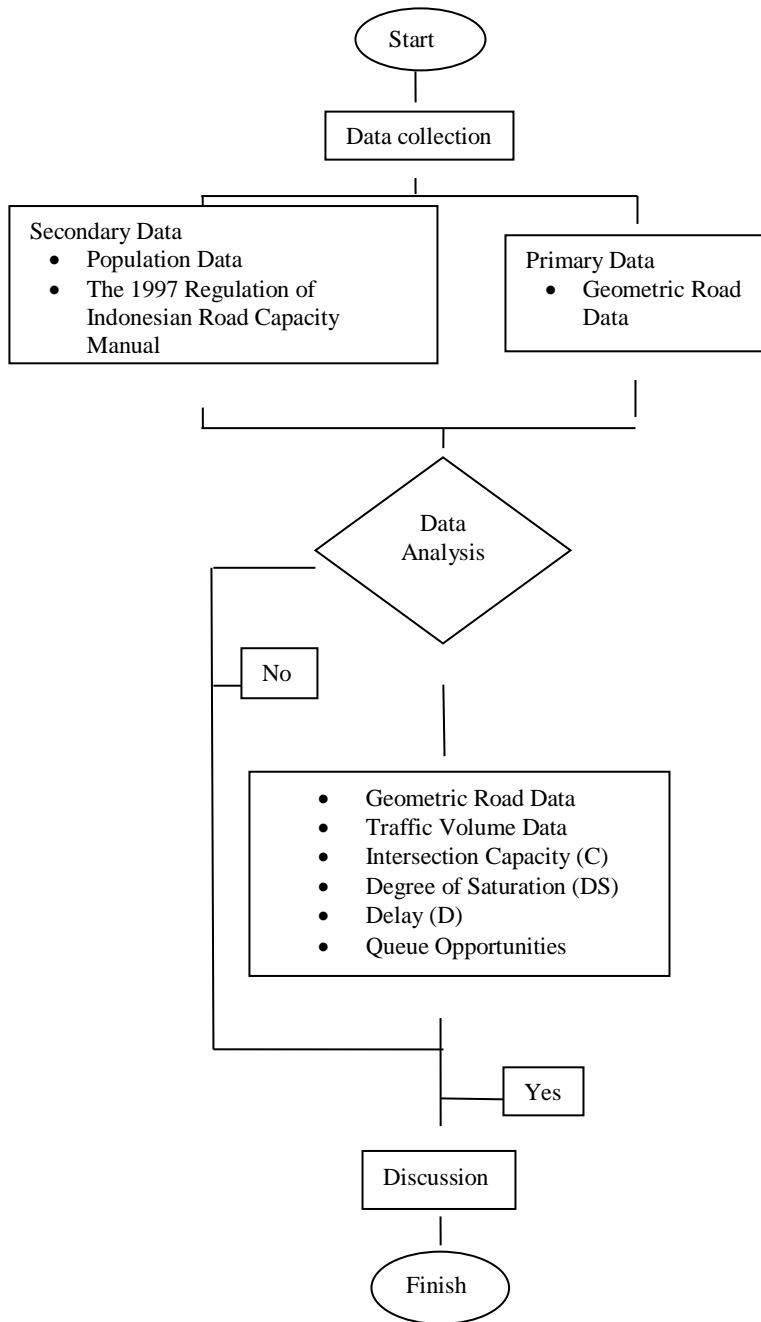 Start
Data collection
Secondary Data
• Population Data
• The 1997 Regulation of
Indonesian Road Capacity
Manual
Primary Data
• Geometric Road
Data
Data
Analysis
No
• Geometric Road Data
• Traffic Volume Data
• Intersection Capacity (C)
• Degree of Saturation (DS)
• Delay (D)
• Queue Opportunities
Yes
Discussion
Finish